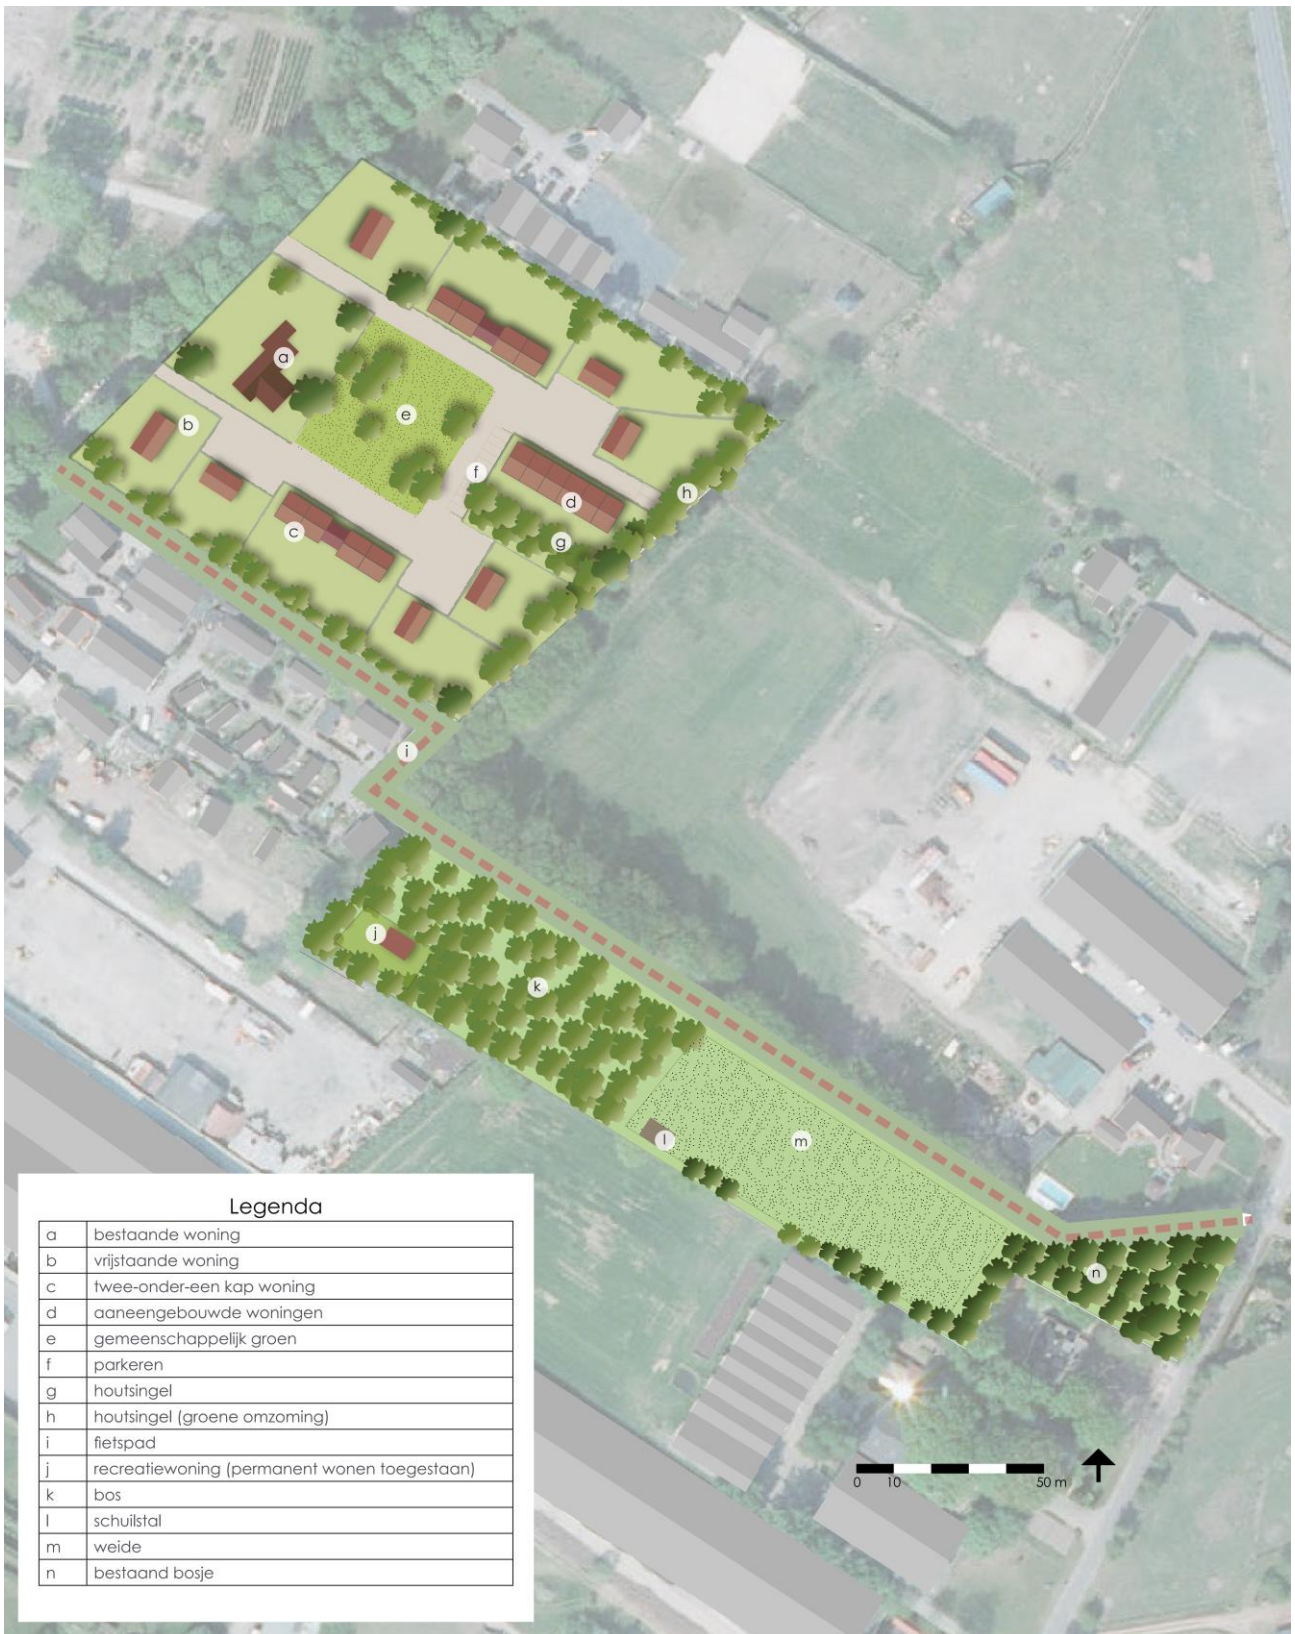 a
b
c
d
e
f
g
h
i
j
k
l
m
n
Legenda
a bestaande woning
b vrijstaande woning
c twee-onder-een kap woning
d aaneengebouwde woningen
e gemeenschappelijk groen
f parkeren
g houtsingel
h houtsingel (groene omzoming)
i fietspad
j recreatiewoning (permanent wonen toegestaan)
k bos
l schuilstal
m weide
n bestaand bosje
0 10 50 m